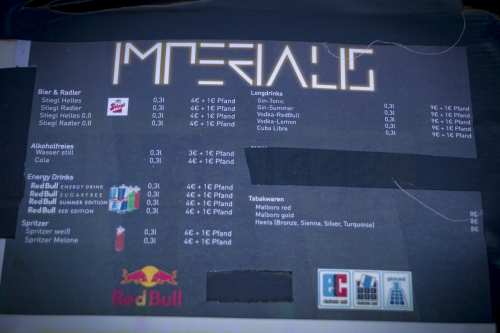 IMPERIALIS
Bier & Radler
Stiegl Helles 0,3l 4€ + 1€ Pfand
Stiegl Radler 0,3l 4€ + 1€ Pfand
Stiegl Helles 0,0 0,3l 4€ + 1€ Pfand
Stiegl Radler 0,0 0,3l 4€ + 1€ Pfand
Stiegl
Alkoholfreies
Wasser still 0,3l 3€ + 1€ Pfand
Cola 0,3l 4€ + 1€ Pfand
Energy Drinks
Red Bull ENERGY DRINK 0,3l 4€ + 1€ Pfand
Red Bull SUGARFREE 0,3l 4€ + 1€ Pfand
Red Bull SUMMER EDITION 0,3l 4€ + 1€ Pfand
Red Bull RED EDITION 0,3l 4€ + 1€ Pfand
Spritzer
Spritzer weiß 0,3l 4€ + 1€ Pfand
Spritzer Melone 0,3l 4€ + 1€ Pfand
Longdrinks
Gin-Tonic 0,3l 9€ + 1€ Pfand
Gin-Summer 0,3l 9€ + 1€ Pfand
Vodka-RedBull 0,3l 9€ + 1€ Pfand
Vodka-Lemon 0,3l 9€ + 1€ Pfand
Cuba Libre 0,3l 9€ + 1€ Pfand
Tabakwaren
Malboro red
Malboro gold
Heets (Bronze, Sienna, Silver, Turquoise)
Red Bull
EC
electronic cash